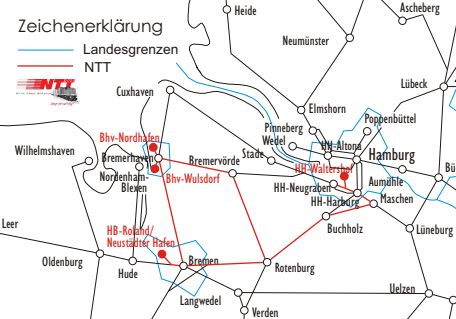 Zeichenerklärung
Landesgrenzen
NTT
NTT
Heide
Ascheberg
Neumünster
Lübeck
Cuxhaven
Elmshorn
Poppenbüttel
Pinneberg
Wedel
HH-Altona
Hamburg
Bhv-Nordhafen
Wilhelmshaven
Bremerhaven
Bremervörde
Stade
HH-Waltershof
Bü
Nordenham
Blexen
Bhv-Wulsdorf
HH-Neugraben
Aumühle
HH-Harburg
Maschen
Leer
HB-Roland/
Neustädter Hafen
Buchholz
Lüneburg
Oldenburg
Hude
Bremen
Rotenburg
Langwedel
Uelzen
Verden